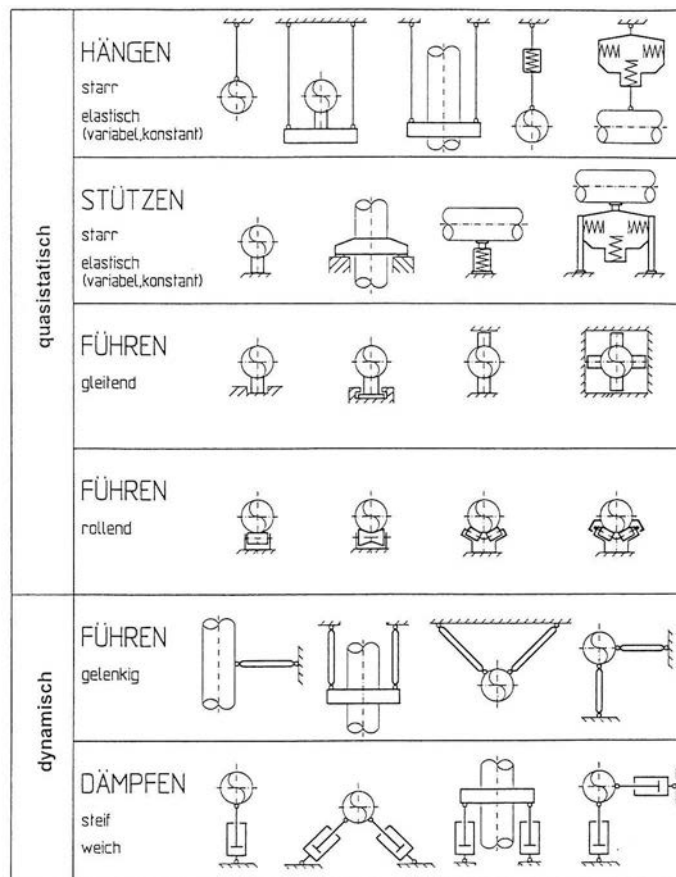 quasistatisch
HÄNGEN
starr
elastisch
(variabel,konstant)
STÜTZEN
starr
elastisch
(variabel,konstant)
FÜHREN
gleitend
FÜHREN
rollend
dynamisch
FÜHREN
gelenkig
DÄMPFEN
steif
weich